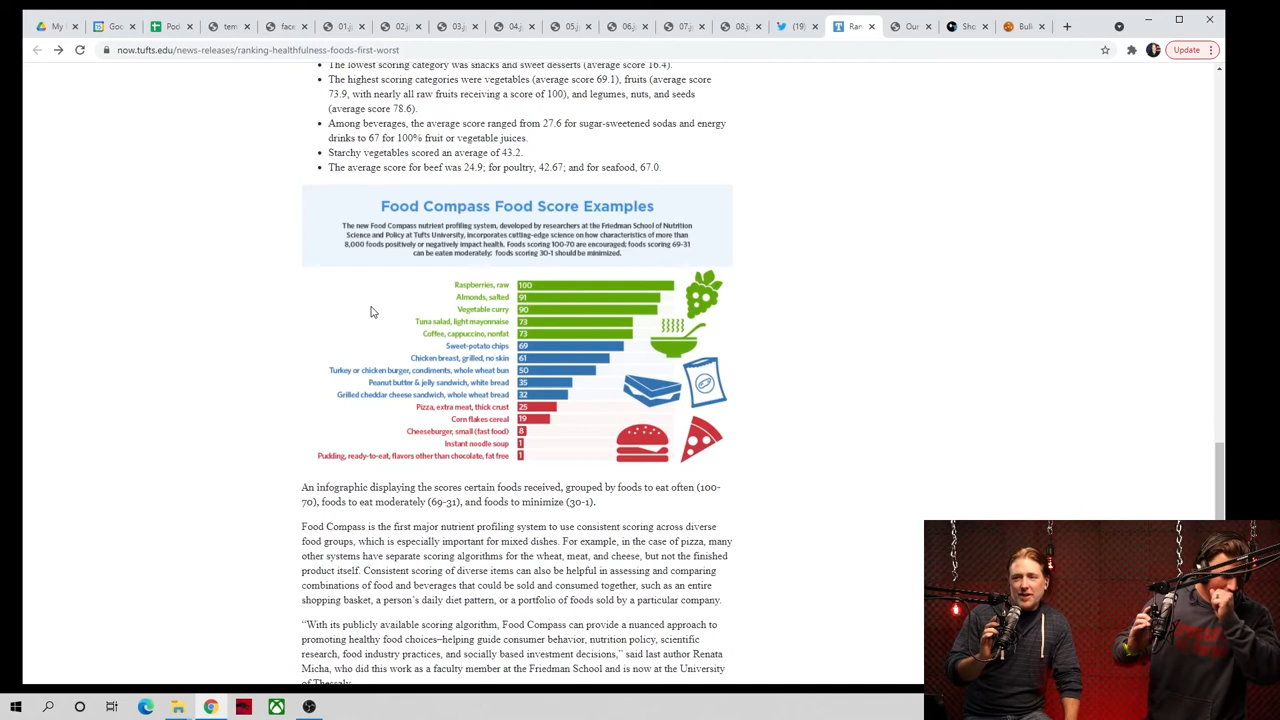 My
Goo
Pod
tem
face
01.j
02.j
03.j
04.j
05.j
06.j
07.j
08.j
(19)
Ran
Our
Sho
Bulk
now.tufts.edu/news-releases/ranking-healthfulness-foods-first-worst
Update
The lowest scoring category was snacks and sweet desserts (average score 16.4).
• The highest scoring categories were vegetables (average score 69.1), fruits (average score
73.9, with nearly all raw fruits receiving a score of 100), and legumes, nuts, and seeds
(average score 78.6).
• Among beverages, the average score ranged from 27.6 for sugar-sweetened sodas and energy
drinks to 67 for 100% fruit or vegetable juices.
• Starchy vegetables scored an average of 43.2.
• The average score for beef was 24.9; for poultry, 42.67; and for seafood, 67.0.
Food Compass Food Score Examples
The new Food Compass nutrient profiling system, developed by researchers at the Friedman School of Nutrition
Science and Policy at Tufts University, incorporates cutting-edge science on how characteristics of more than
8,000 foods positively or negatively impact health. Foods scoring 100-70 are encouraged; foods scoring 69-31
can be eaten moderately; foods scoring 30-1 should be minimized.
Raspberries, raw 100
Almonds, salted 91
Vegetable curry 90
Tuna salad, light mayonnaise 73
Coffee, cappuccino, nonfat 73
Sweet-potato chips 69
Chicken breast, grilled, no skin 61
Turkey or chicken burger, condiments, whole wheat bun 50
Peanut butter & jelly sandwich, white bread 35
Grilled cheddar cheese sandwich, whole wheat bread 32
Pizza, extra meat, thick crust 25
Corn flakes cereal 19
Cheeseburger, small (fast food) 8
Instant noodle soup 1
Pudding, ready-to-eat, flavors other than chocolate, fat free 1
An infographic displaying the scores certain foods received, grouped by foods to eat often (100-
70), foods to eat moderately (69-31), and foods to minimize (30-1).
Food Compass is the first major nutrient profiling system to use consistent scoring across diverse
food groups, which is especially important for mixed dishes. For example, in the case of pizza, many
other systems have separate scoring algorithms for the wheat, meat, and cheese, but not the finished
product itself. Consistent scoring of diverse items can also be helpful in assessing and comparing
combinations of food and beverages that could be sold and consumed together, such as an entire
shopping basket, a person’s daily diet pattern, or a portfolio of foods sold by a particular company.
“With its publicly available scoring algorithm, Food Compass can provide a nuanced approach to
promoting healthy food choices–helping guide consumer behavior, nutrition policy, scientific
research, food industry practices, and socially based investment decisions,” said last author Renata
Micha, who did this work as a faculty member at the Friedman School and is now at the University
of Thessaly.